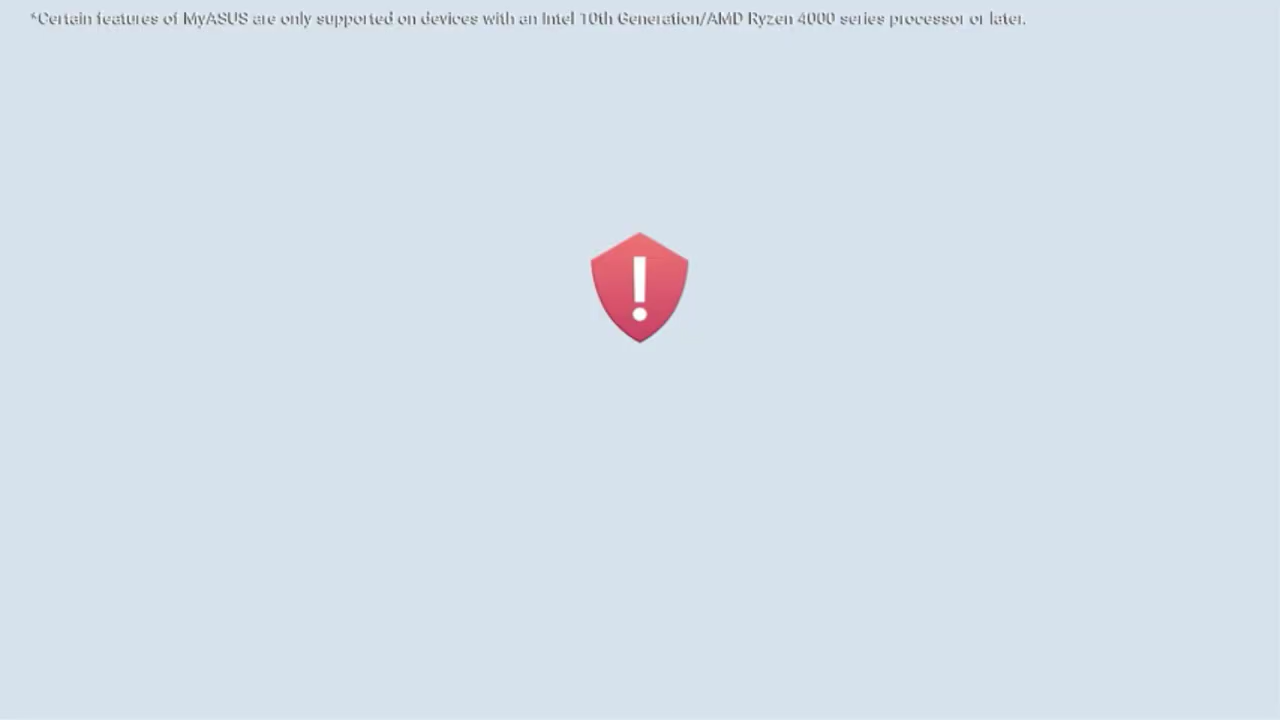 *Certain features of MyASUS are only supported on devices with an Intel 10th Generation/AMD Ryzen 4000 series processor or later.